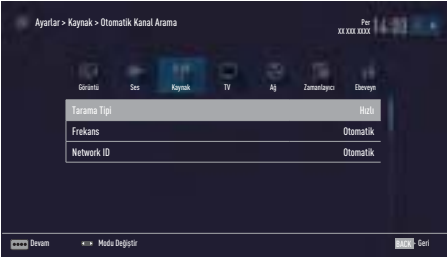 Ayarlar > Kaynak > Otomatik Kanal Arama
Per
xx xxx xxxx
Görüntü Ses Kaynak TV Ağ Zamanlayıcı Ebeveyn
Tarama Tipi Hızlı
Frekans Otomatik
Network ID Otomatik
Devam Modu Değiştir BACK - Geri